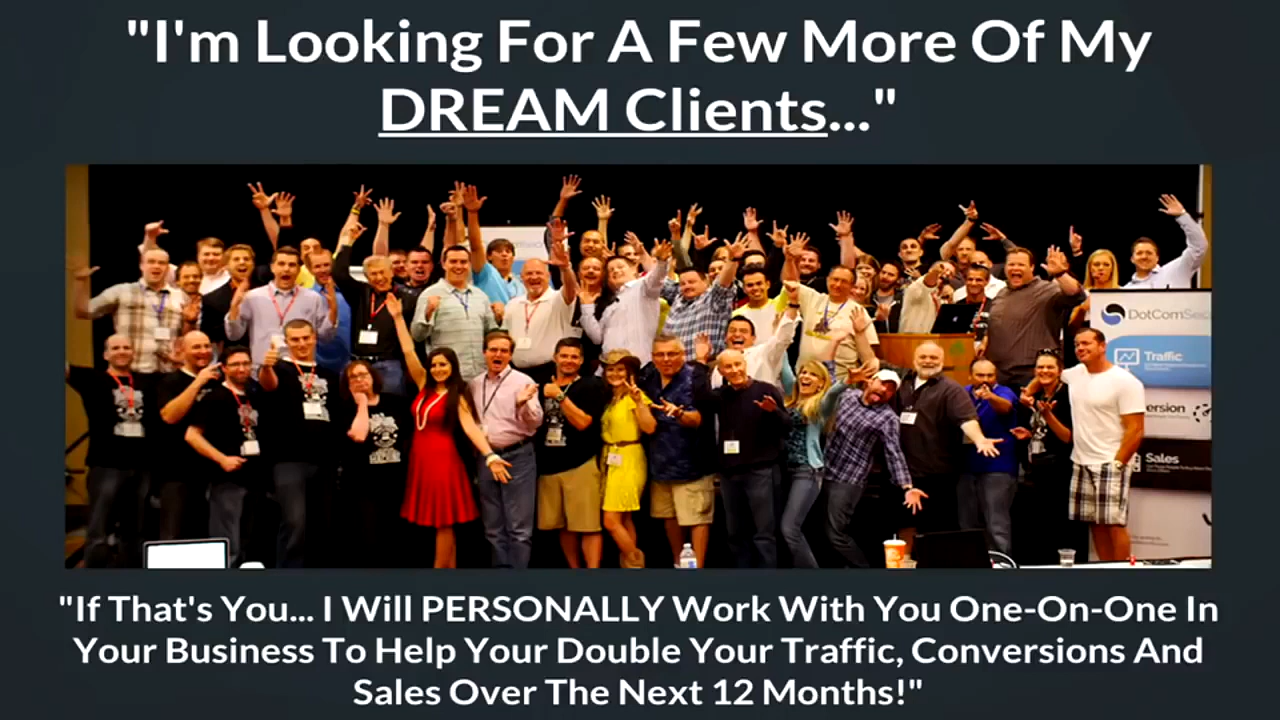 "I'm Looking For A Few More Of My
DREAM Clients..."
DotComSec
Traffic
ersion
Sales
"If That's You... I Will PERSONALLY Work With You One-On-One In
Your Business To Help Your Double Your Traffic, Conversions And
Sales Over The Next 12 Months!"